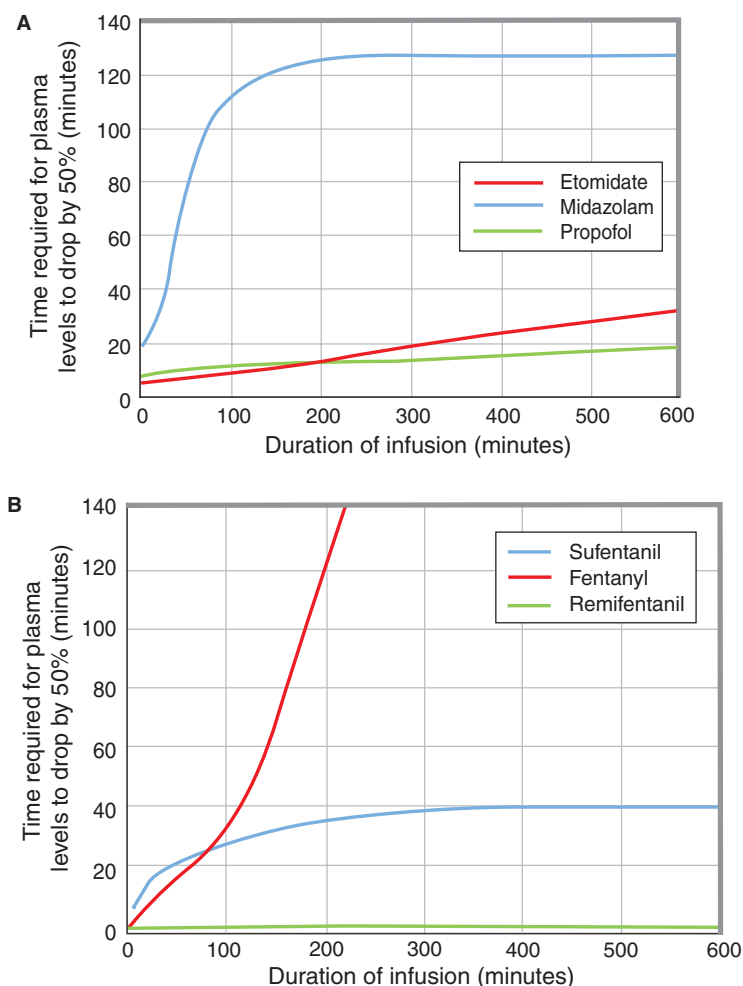 A
Time required for plasma
levels to drop by 50% (minutes)
140
120
100
80
60
40
20
0
Etomidate
Midazolam
Propofol
0 100 200 300 400 500 600
Duration of infusion (minutes)
B
Time required for plasma
levels to drop by 50% (minutes)
140
120
100
80
60
40
20
0
Sufentanil
Fentanyl
Remifentanil
0 100 200 300 400 500 600
Duration of infusion (minutes)